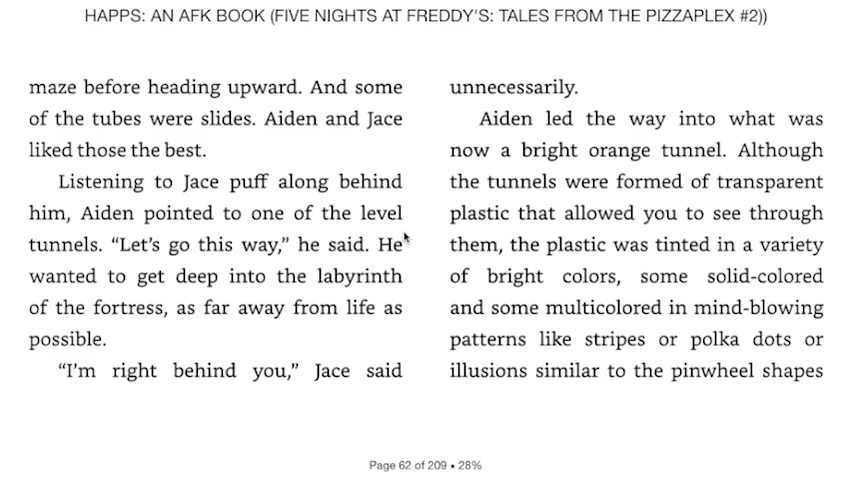 HAPPS: AN AFK BOOK (FIVE NIGHTS AT FREDDY'S: TALES FROM THE PIZZAPLEX #2))
maze before heading upward. And some
of the tubes were slides. Aiden and Jace
liked those the best.
Listening to Jace puff along behind
him, Aiden pointed to one of the level
tunnels. “Let’s go this way,” he said. He
wanted to get deep into the labyrinth
of the fortress, as far away from life as
possible.
“I’m right behind you,” Jace said
unnecessarily.
Aiden led the way into what was
now a bright orange tunnel. Although
the tunnels were formed of transparent
plastic that allowed you to see through
them, the plastic was tinted in a variety
of bright colors, some solid-colored
and some multicolored in mind-blowing
patterns like stripes or polka dots or
illusions similar to the pinwheel shapes
Page 62 of 209 • 28%